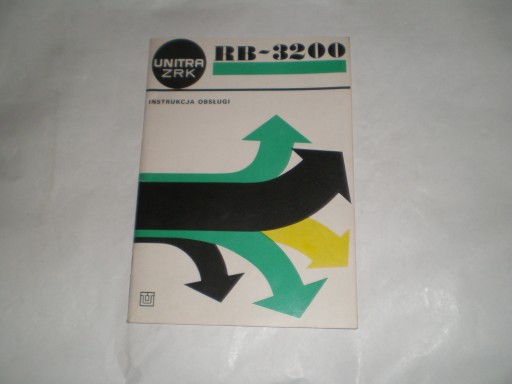 UNITRA
ZRK
RB-3200
INSTRUKCJA OBSŁUGI